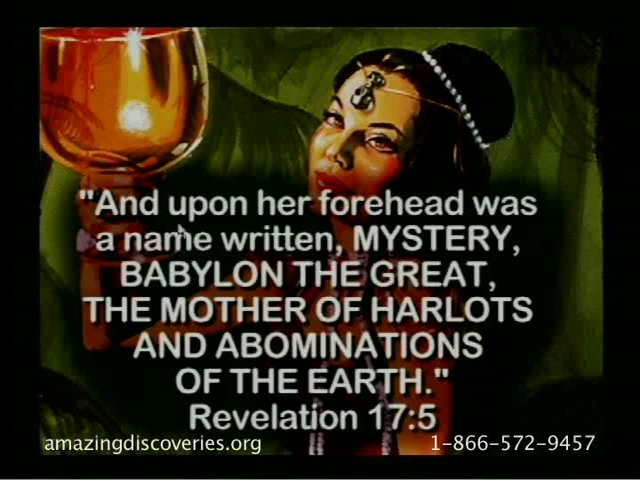 "And upon her forehead was
a name written, MYSTERY,
BABYLON THE GREAT,
THE MOTHER OF HARLOTS
AND ABOMINATIONS
OF THE EARTH."
Revelation 17:5
amazingdiscoveries.org 1-866-572-9457